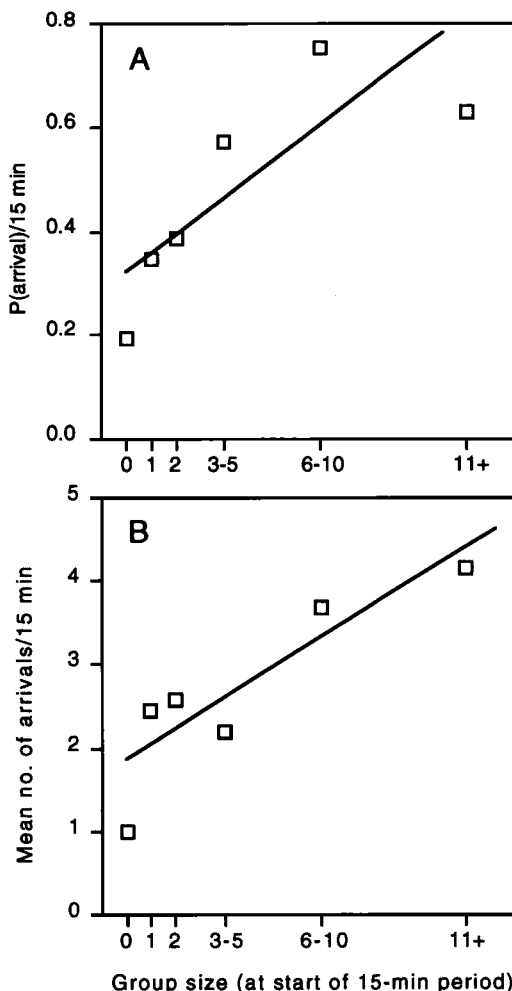 A
0.8
0.6
0.4
0.2
0.0
P(arrival)/15 min
0 1 2 3-5 6-10 11+
B
5
4
3
2
1
0
Mean no. of arrivals/15 min
0 1 2 3-5 6-10 11+
Group size (at start of 15-min period)